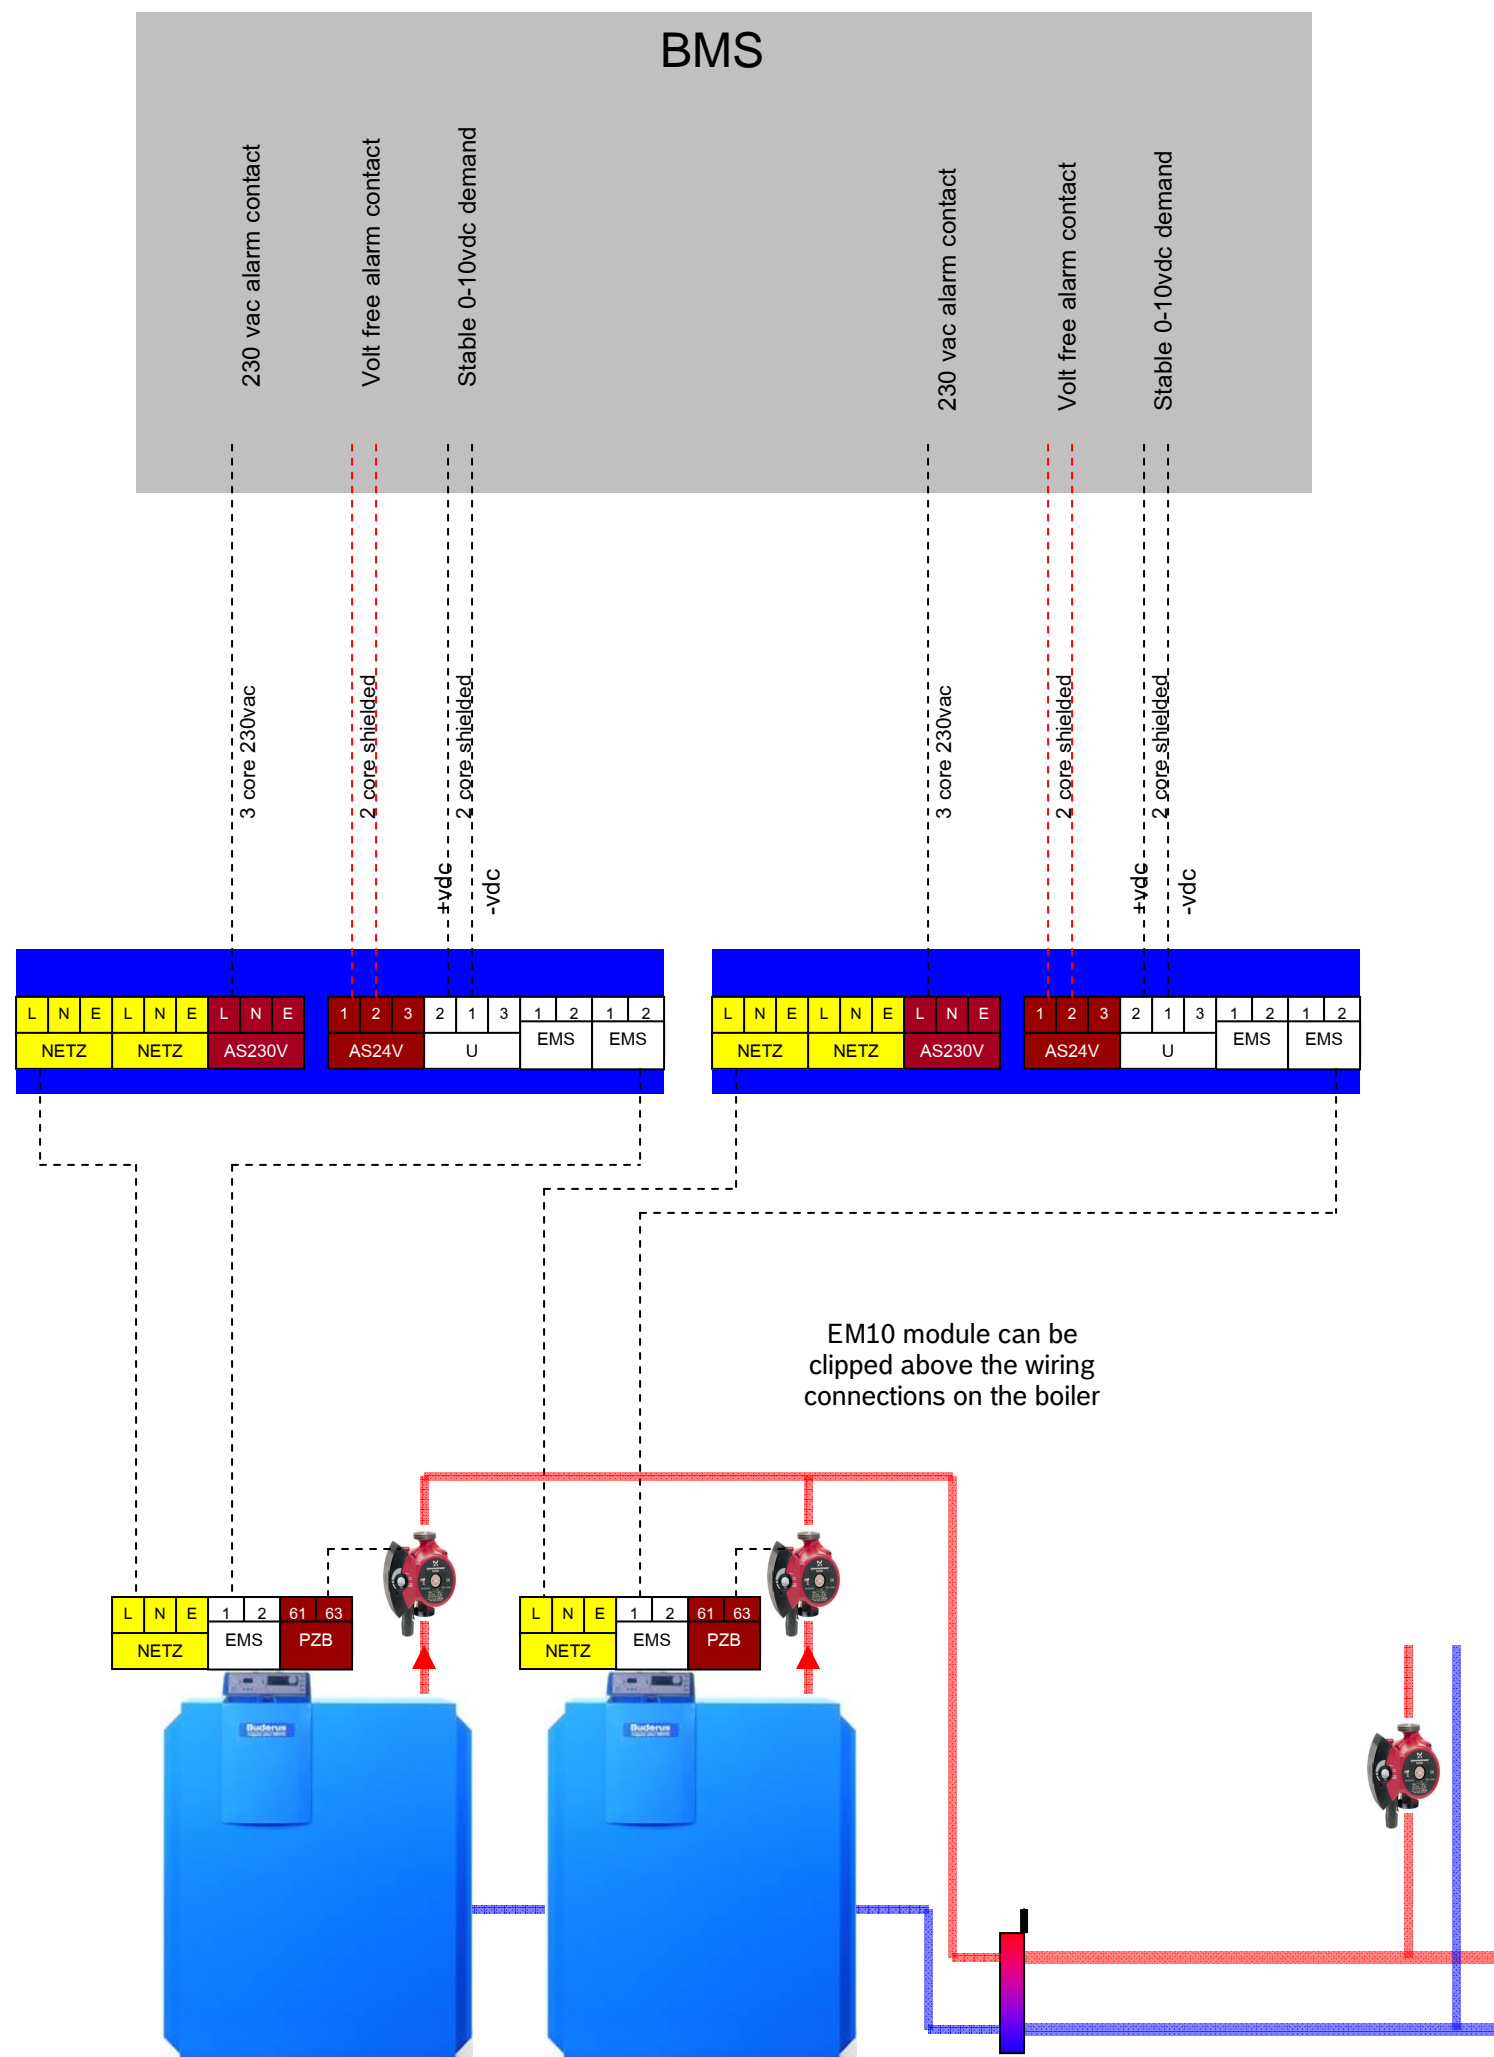 BMS
230 vac alarm contact
Volt free alarm contact
Stable 0-10vdc demand
230 vac alarm contact
Volt free alarm contact
Stable 0-10vdc demand
3 core 230vac
2 core shielded
2 core shielded
3 core 230vac
2 core shielded
2 core shielded
+vdc
-vdc
+vdc
-vdc
L N E L N E L N E 1 2 3 2 1 3 1 2 1 2
NETZ NETZ AS230V AS24V U EMS EMS
L N E L N E L N E 1 2 3 2 1 3 1 2 1 2
NETZ NETZ AS230V AS24V U EMS EMS
EM10 module can be
clipped above the wiring
connections on the boiler
L N E 1 2 61 63
NETZ EMS PZB
L N E 1 2 61 63
NETZ EMS PZB
Buderus
Buderus